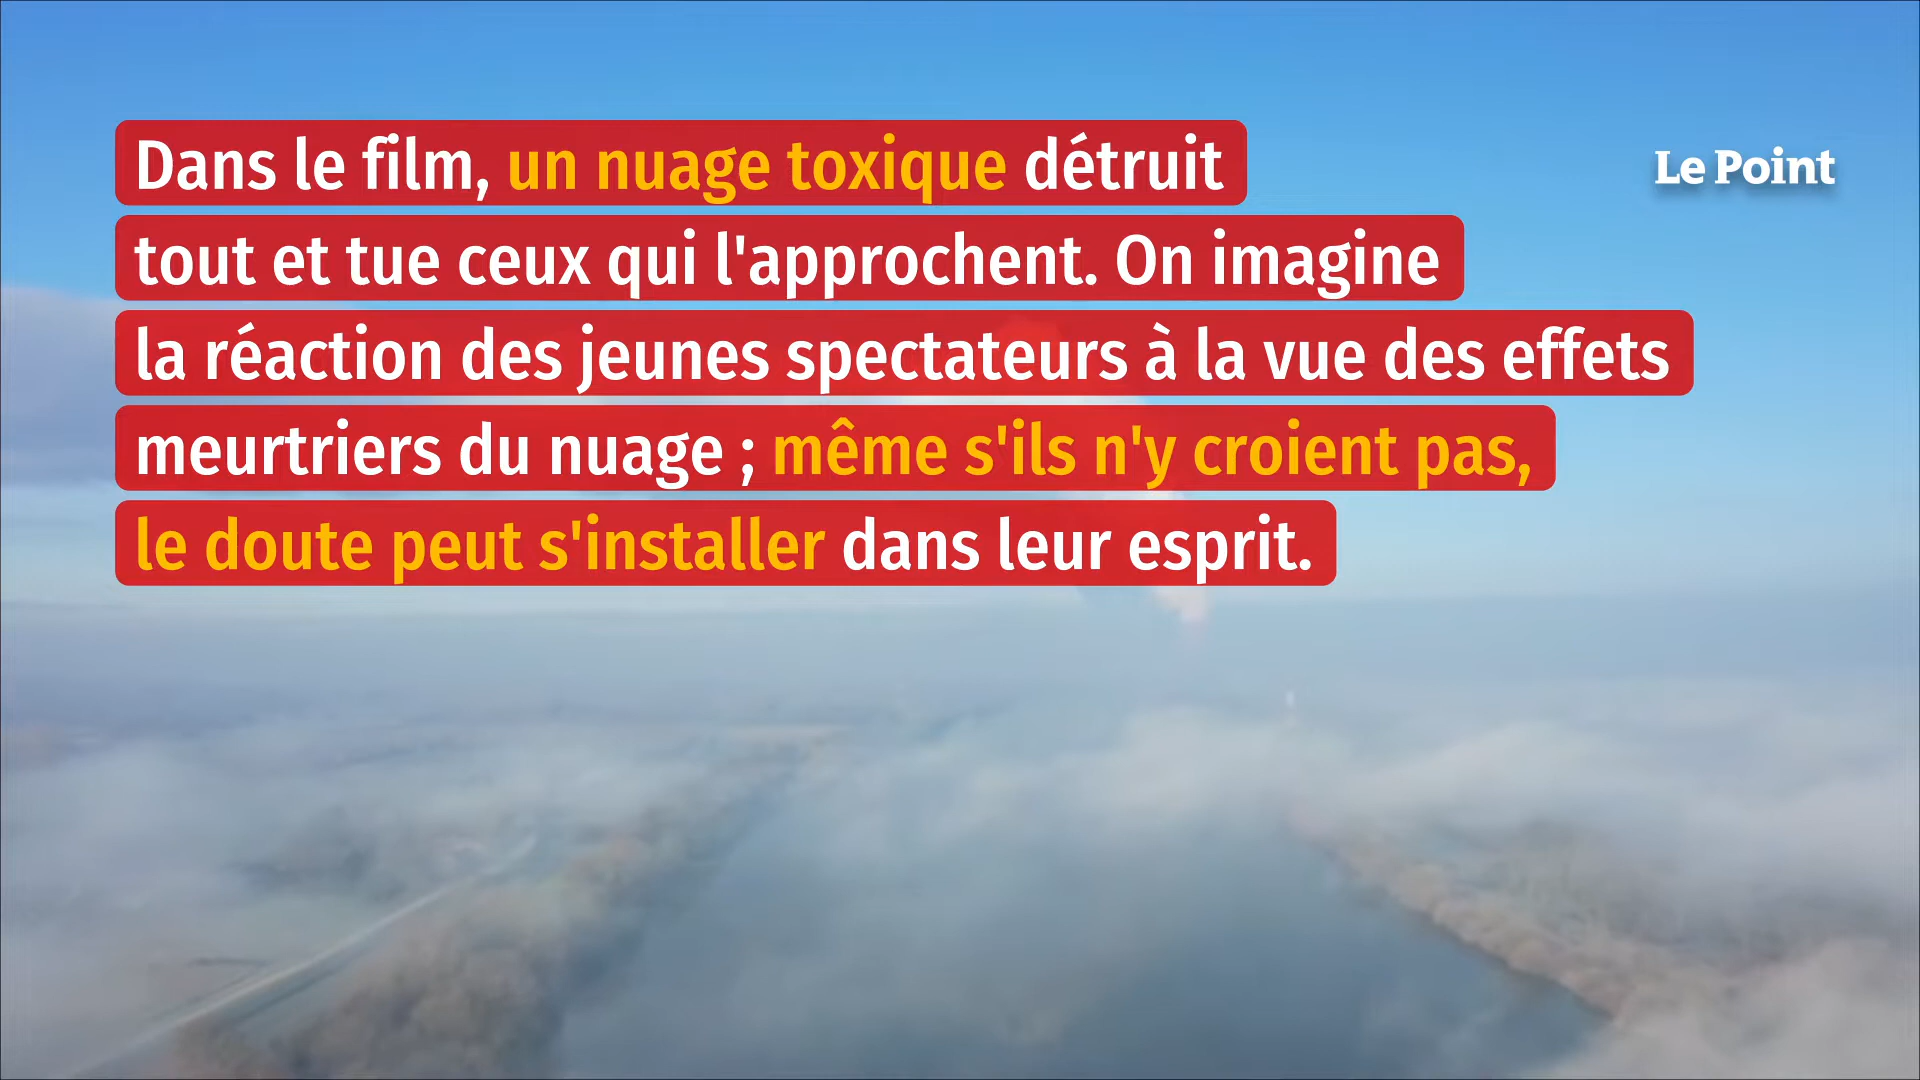 Dans le film, un nuage toxique détruit
Le Point
tout et tue ceux qui l'approchent. On imagine
la réaction des jeunes spectateurs à la vue des effets
meurtriers du nuage ; même s'ils n'y croient pas,
le doute peut s'installer dans leur esprit.